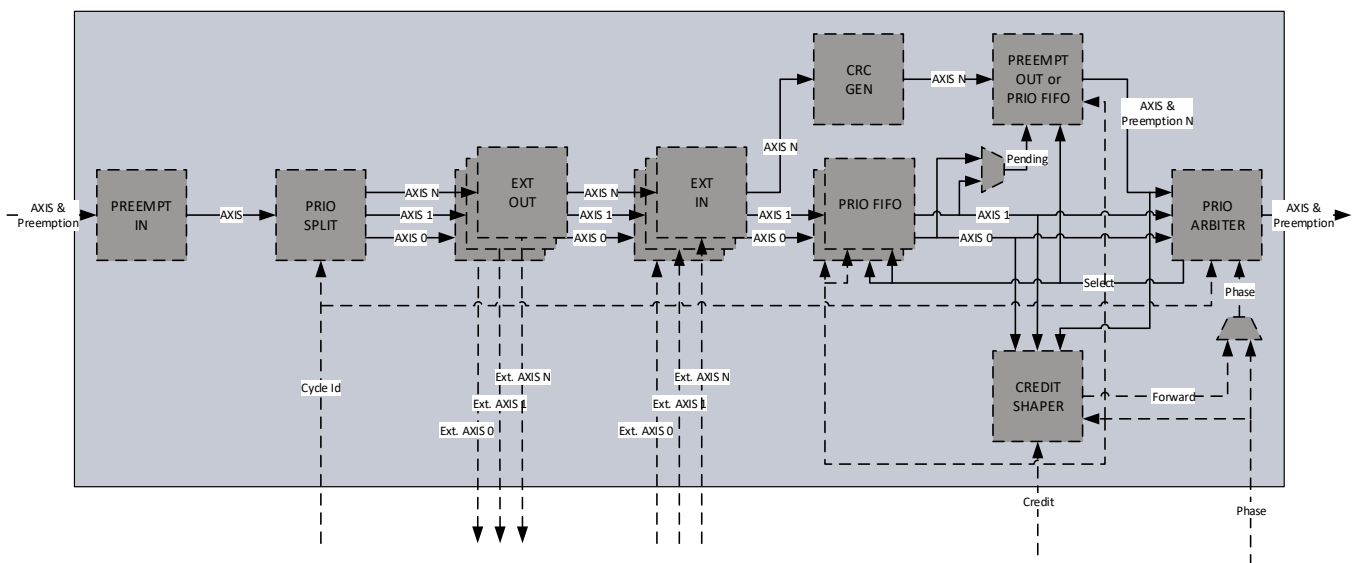 CRC
GEN
AXIS N
PREEMPT
OUT or
PRIO FIFO
AXIS &
Preemption N
AXIS N
Pending
AXIS &
Preemption
PREEMPT
IN
AXIS
PRIO
SPLIT
AXIS N
AXIS 1
AXIS 0
EXT
OUT
AXIS N
AXIS 1
AXIS 0
EXT
IN
AXIS 1
AXIS 0
PRIO FIFO
AXIS 1
AXIS 0
PRIO
ARBITER
AXIS &
Preemption
Select
Phase
Cycle Id
Ext. AXIS N
Ext. AXIS 1
Ext. AXIS 0
Ext. AXIS N
Ext. AXIS 1
Ext. AXIS 0
CREDIT
SHAPER
Forward
Credit
Phase